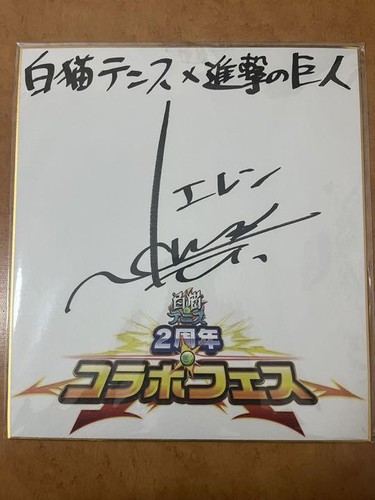 白猫テニス×進撃の巨人
エレン
白猫
テニス
2周年
コラボフェス